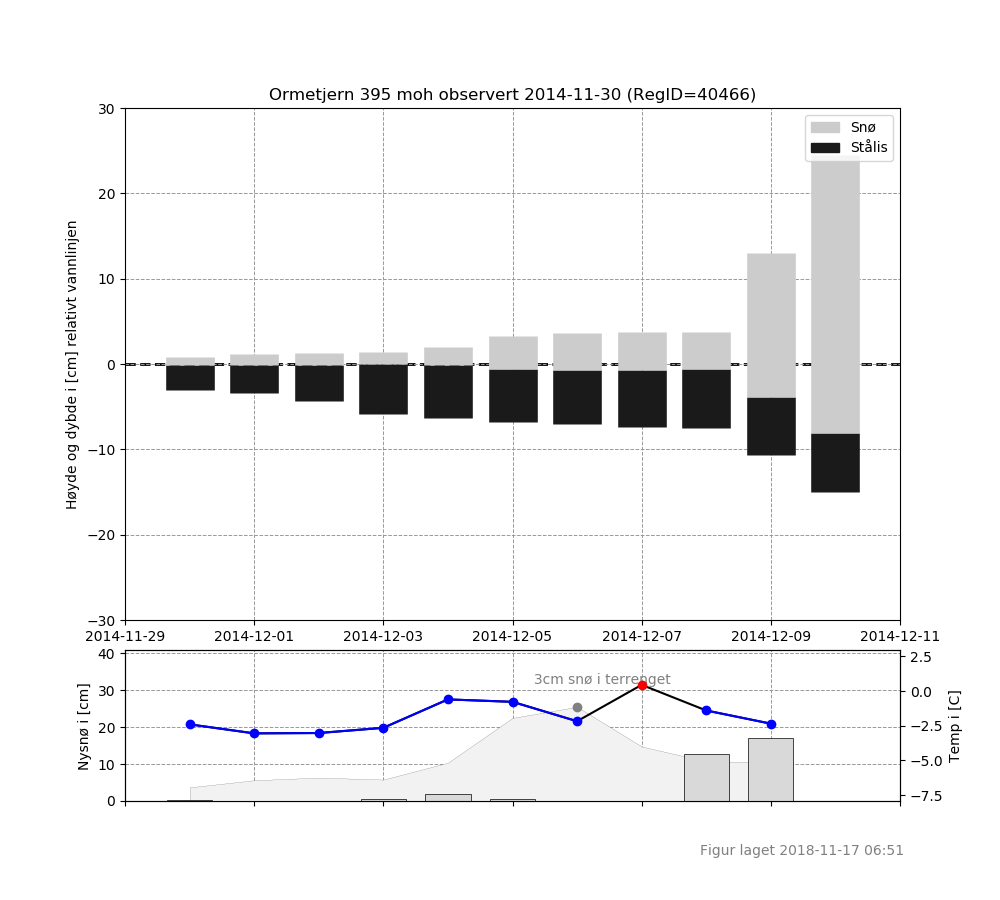 Ormetjern 395 moh observert 2014-11-30 (RegID=40466)
Snø
Stålis
Høyde og dybde i [cm] relativt vannlinjen
30
20
10
0
−10
−20
−30
2014-11-29 2014-12-01 2014-12-03 2014-12-05 2014-12-07 2014-12-09 2014-12-11
Nysnø i [cm]
40
30
20
10
0
3cm snø i terrenget
2.5
0.0
−2.5
−5.0
−7.5
Temp i [C]
Figur laget 2018-11-17 06:51